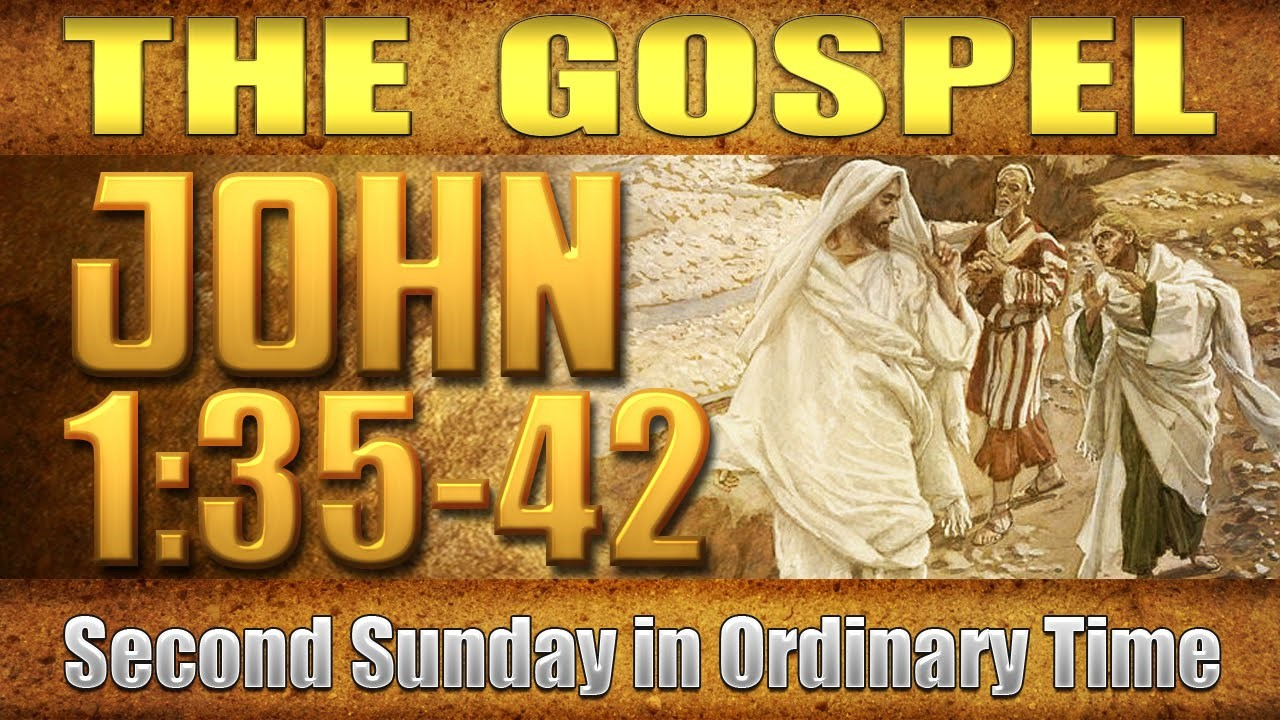 THE GOSPEL
JOHN
1:35-42
Second Sunday in Ordinary Time